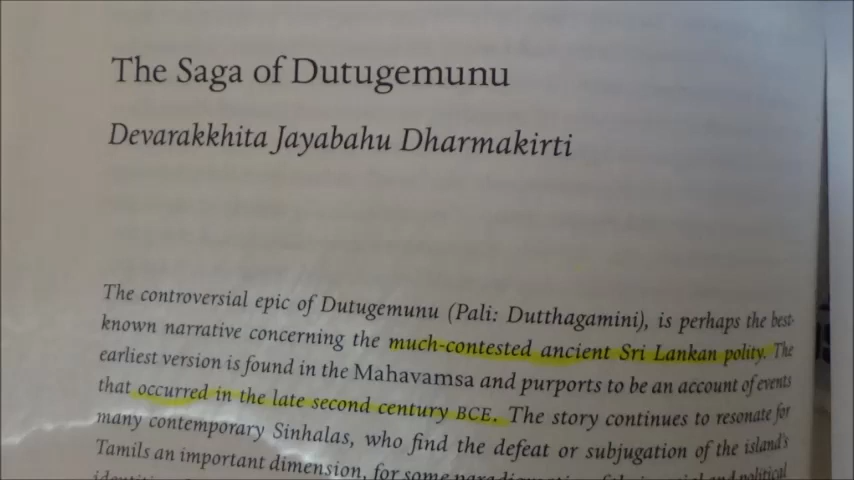 The Saga of Dutugemunu
Devarakkhita Jayabahu Dharmakirti
The controversial epic of Dutugemunu (Pali: Dutthagamini), is perhaps the best-
known narrative concerning the much-contested ancient Sri Lankan polity. The
earliest version is found in the Mahavamsa and purports to be an account of events
that occurred in the late second century BCE. The story continues to resonate for
many contemporary Sinhalas, who find the defeat or subjugation of the island's
Tamils an important dimension, for some and political